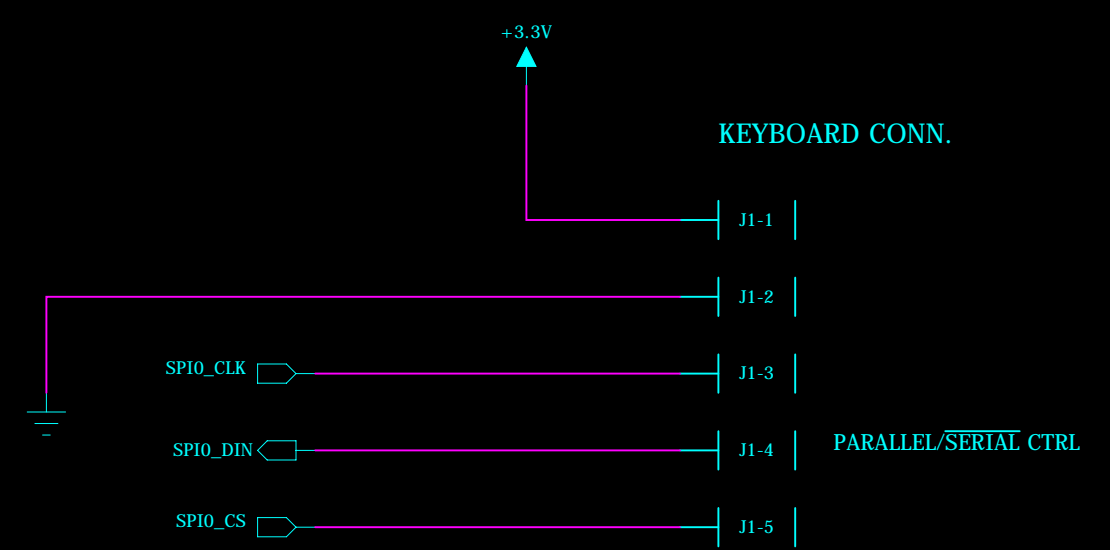 +3.3V
KEYBOARD CONN.
J1-1
J1-2
SPI0_CLK
J1-3
SPI0_DIN
J1-4
PARALLEL/SERIAL CTRL
SPI0_CS
J1-5